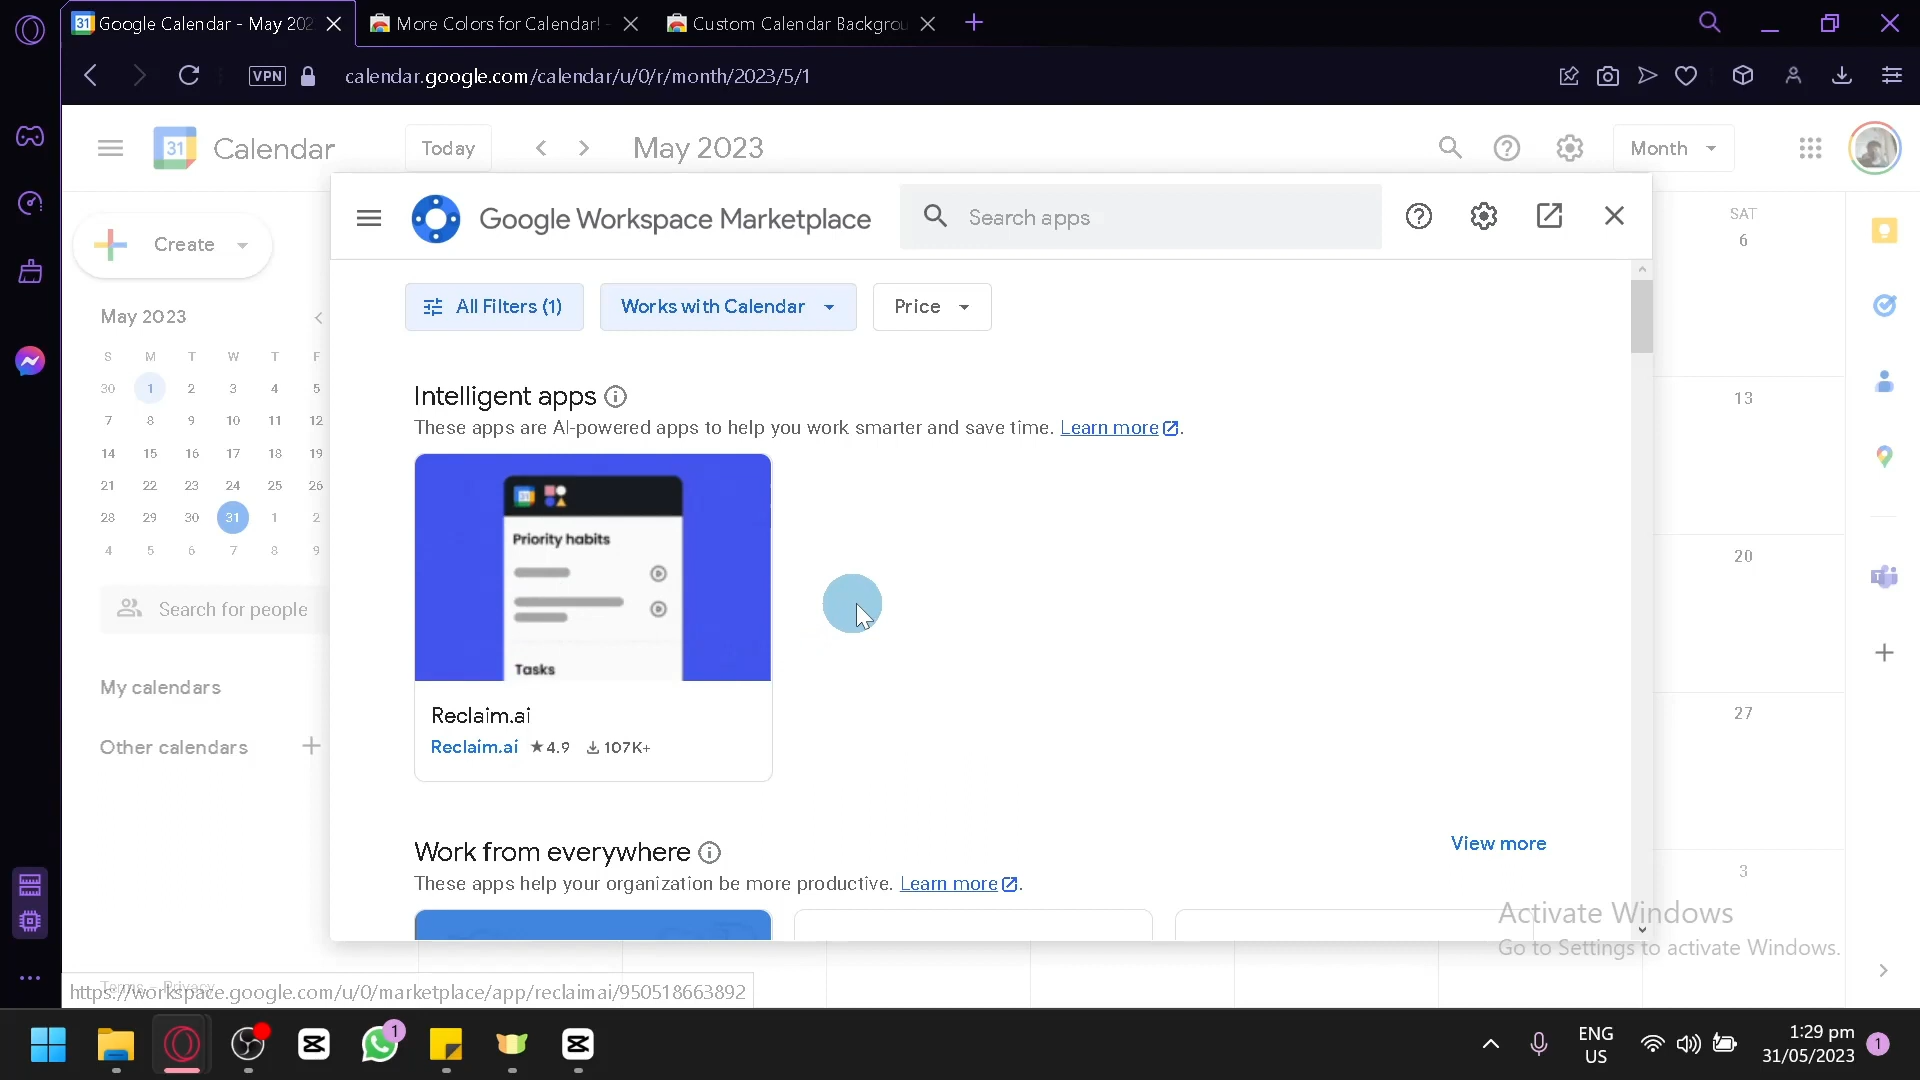 Google Calendar - May 202
More Colors for Calendar! -
Custom Calendar Backgrou
VPN
calendar.google.com/calendar/u/0/r/month/2023/5/1
31
Calendar
Today
May 2023
Month
Google Workspace Marketplace
Search apps
SAT
6
Create
All Filters (1)
Works with Calendar
Price
May 2023
S M T W T F
30 1 2 3 4 5
7 8 9 10 11 12
14 15 16 17 18 19
21 22 23 24 25 26
28 29 30 31 1 2
4 5 6 7 8 9
Intelligent apps
These apps are AI-powered apps to help you work smarter and save time. Learn more.
13
Priority habits
20
Search for people
Tasks
My calendars
Reclaim.ai
Reclaim.ai 4.9 107K+
27
Other calendars
Work from everywhere
View more
These apps help your organization be more productive. Learn more.
3
Activate Windows
Go to Settings to activate Windows.
Terms – Privacy
https://workspace.google.com/u/0/marketplace/app/reclaimai/950518663892
1
ENG
US
1:29 pm
31/05/2023
1